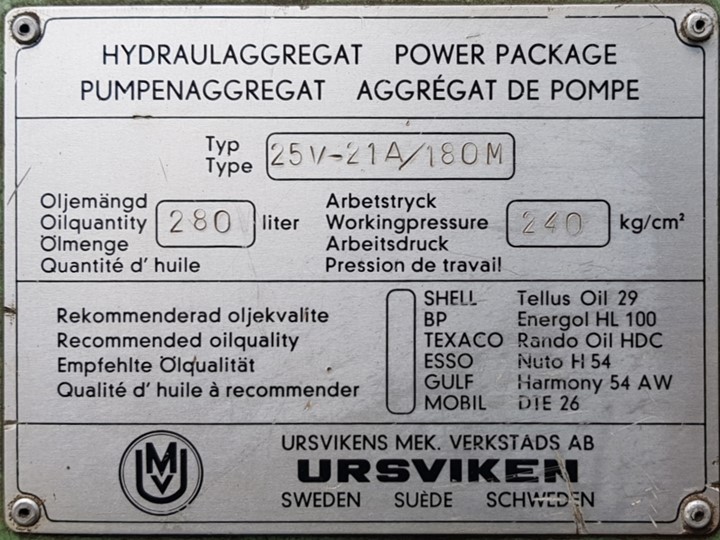 HYDRAULAGGREGAT POWER PACKAGE
PUMPENAGGREGAT AGGRÉGAT DE POMPE
Typ
Type 25V-21A/180M
Oljemängd Arbetstryck
Oilquantity 280 liter Workingpressure 240 kg/cm²
Ölmenge Arbeitsdruck
Quantité d' huile Pression de travail
SHELL Tellus Oil 29
Rekommenderad oljekvalite BP Energol HL 100
Recommended oilquality TEXACO Rando Oil HDC
Empfehlte Ölqualität ESSO Nuto H 54
Qualité d' huile à recommender GULF Harmony 54 AW
MOBIL DTE 26
URSVIKENS MEK. VERKSTADS AB
UMV URSVIKEN
SWEDEN SUÈDE SCHWEDEN